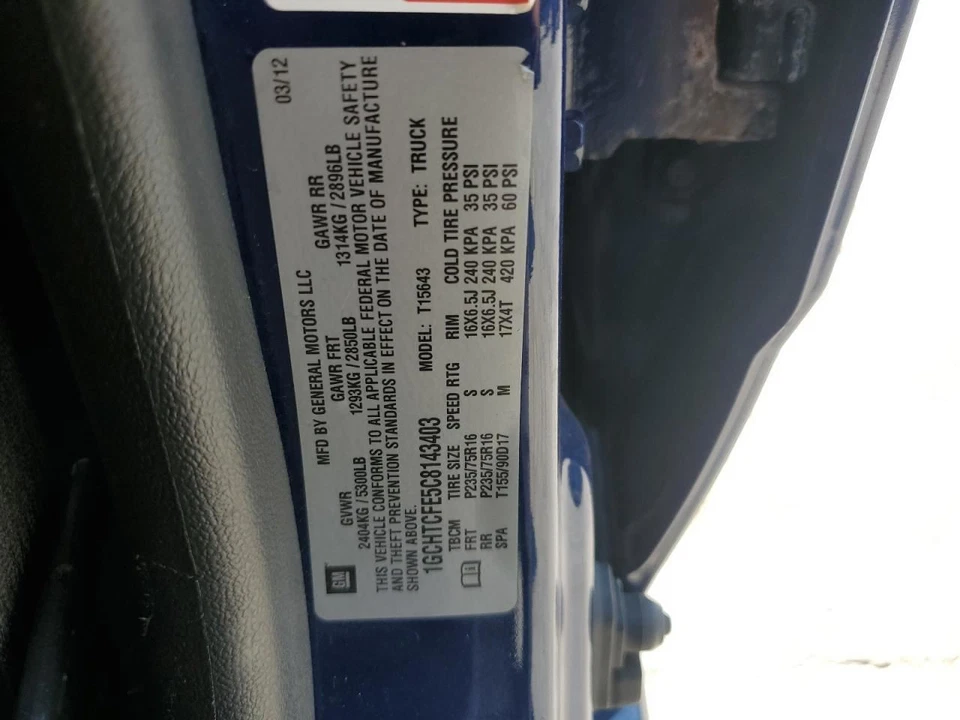 MFD BY GENERAL MOTORS LLC 03/12
GVWR GAWR FRT GAWR RR
2404KG / 5300LB 1293KG / 2850LB 1314KG / 2896LB
THIS VEHICLE CONFORMS TO ALL APPLICABLE FEDERAL MOTOR VEHICLE SAFETY
AND THEFT PREVENTION STANDARDS IN EFFECT ON THE DATE OF MANUFACTURE
SHOWN ABOVE.
GM
1GCHTCFE5C8143403 MODEL: T15643 TYPE: TRUCK
TBCM TIRE SIZE SPEED RTG RIM COLD TIRE PRESSURE
FRT P235/75R16 S 16X6.5J 240 KPA 35 PSI
RR P235/75R16 S 16X6.5J 240 KPA 35 PSI
SPA T155/90D17 M 17X4T 420 KPA 60 PSI